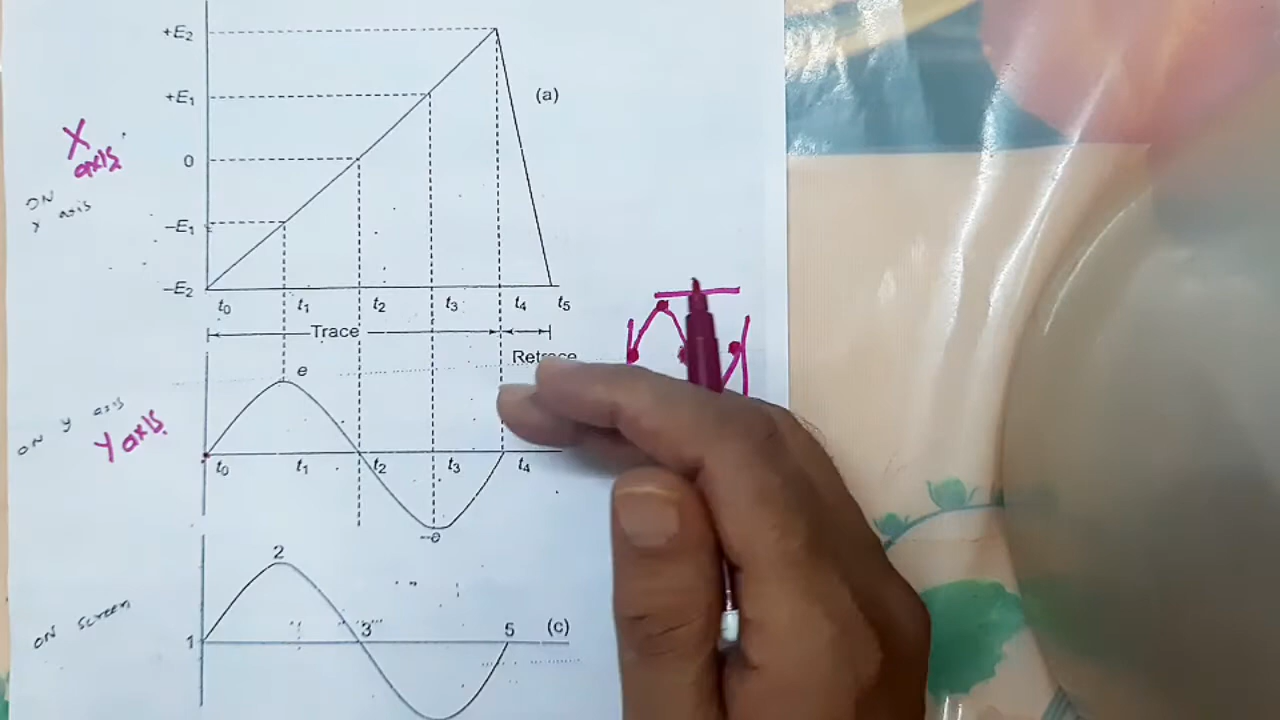 +E2
+E1
(a)
0
–E1
–E2
X
axis
ON
x axis
t0 t1 t2 t3 t4 t5
Trace
Retrace
e
ON y axis
Y axis
t0 t1 t2 t3 t4
–e
2
ON screen
1
3
5
(c)